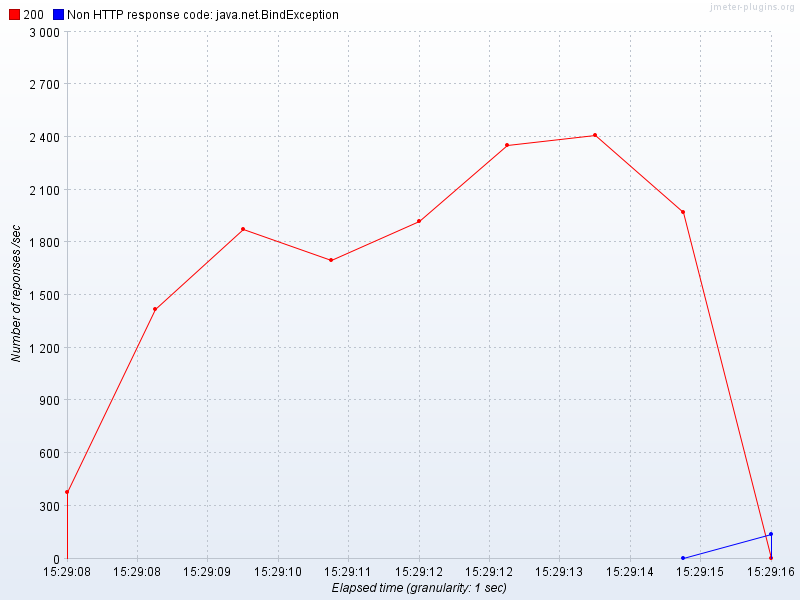 jmeter-plugins.org
200 Non HTTP response code: java.net.BindException
3 000
2 700
2 400
2 100
1 800
1 500
1 200
900
600
300
0
Number of reponses /sec
15:29:08 15:29:08 15:29:09 15:29:10 15:29:11 15:29:12 15:29:12 15:29:13 15:29:14 15:29:15 15:29:16
Elapsed time (granularity: 1 sec)